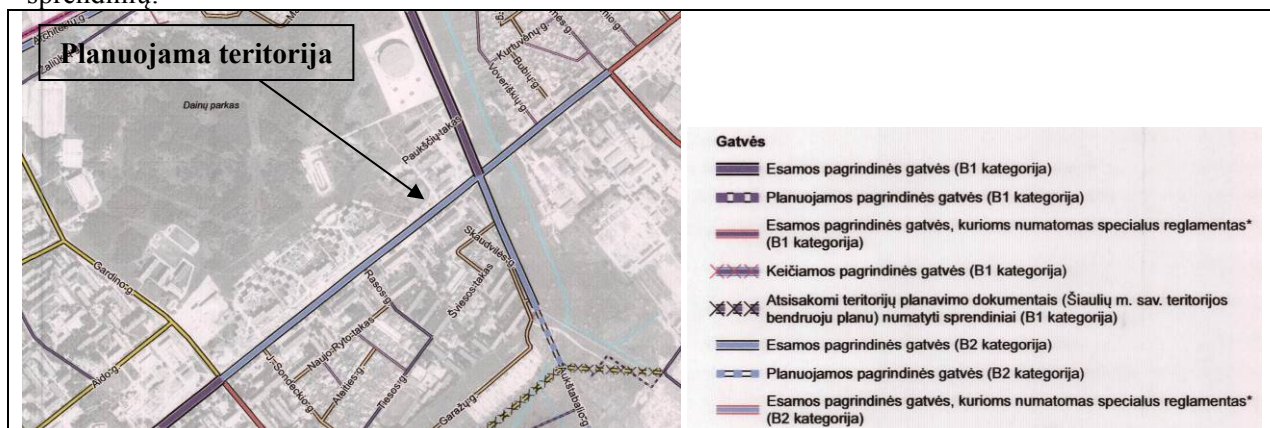 sprendinių.
Planuojama teritorija
Architektų g.
Dainų parkas
Kurtuvėnų g.
Bubių g.
Voveriškių g.
Paukščių takas
Skaudvilės g.
Šviesos takas
Rasos g.
Gardino g.
Naujo Ryto takas
J. Sondeckio g.
Ateities g.
Tiesos g.
Aido g.
Garažų g.
Aukštabalio g.
Gatvės
Esamos pagrindinės gatvės (B1 kategorija)
Planuojamos pagrindinės gatvės (B1 kategorija)
Esamos pagrindinės gatvės, kurioms numatomas specialus reglamentas*
(B1 kategorija)
Keičiamos pagrindinės gatvės (B1 kategorija)
Atsisakomi teritorijų planavimo dokumentais (Šiaulių m. sav. teritorijos
bendruoju planu) numatyti sprendiniai (B1 kategorija)
Esamos pagrindinės gatvės (B2 kategorija)
Planuojamos pagrindinės gatvės (B2 kategorija)
Esamos pagrindinės gatvės, kurioms numatomas specialus reglamentas*
(B2 kategorija)